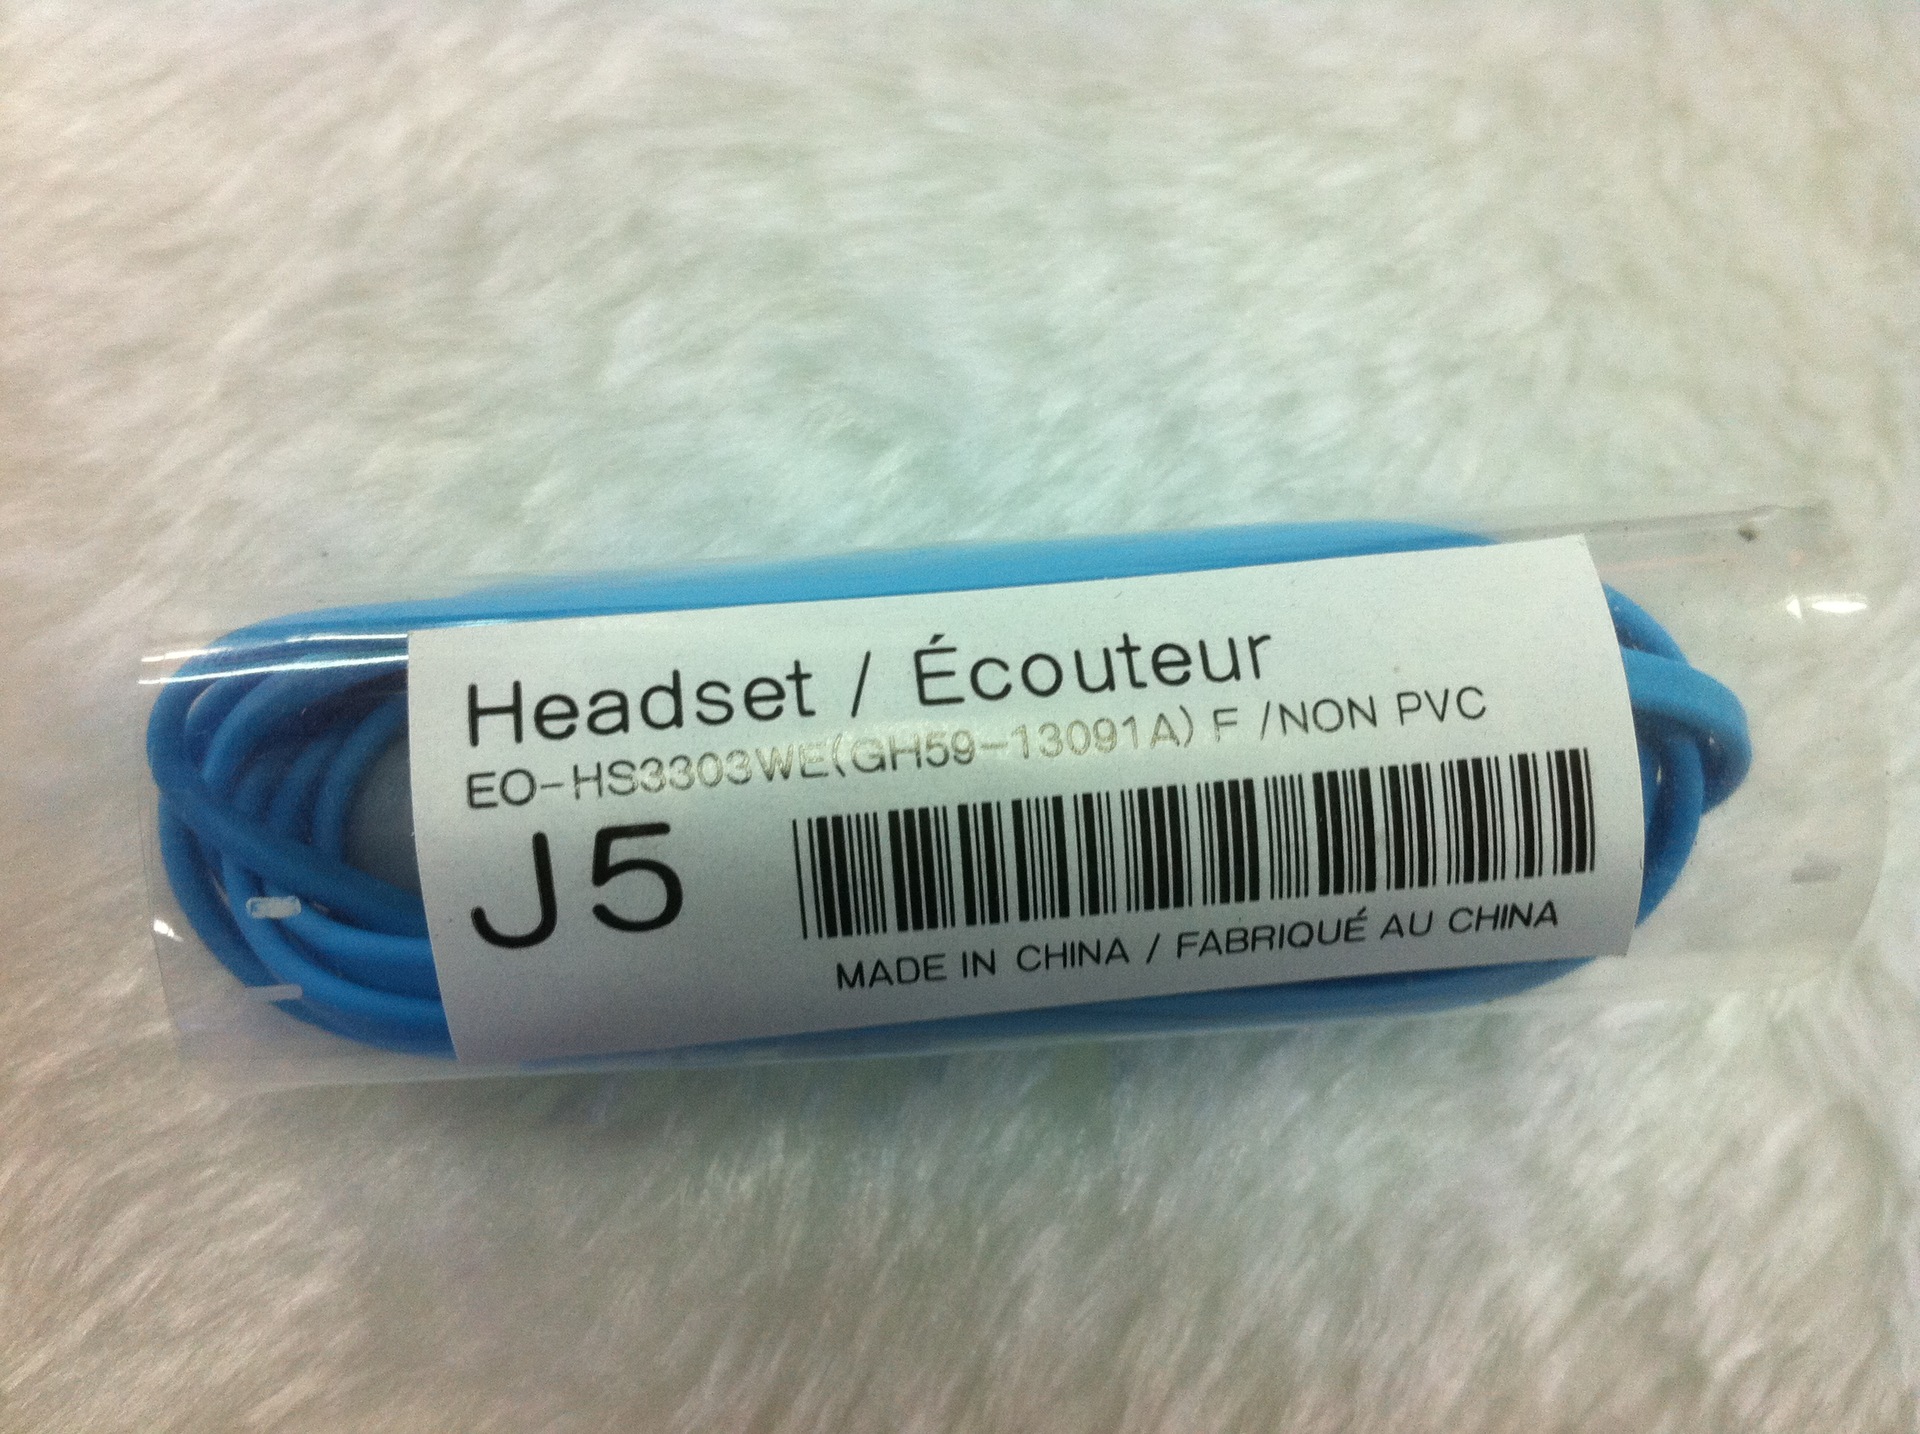 Headset / Écouteur
EO-HS3303WE(GH59-13091A) F /NON PVC
J5
MADE IN CHINA / FABRIQUÉ AU CHINA